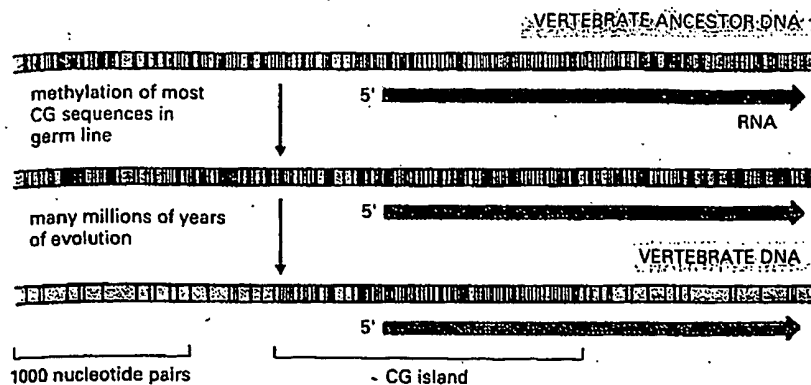 VERTEBRATE ANCESTOR DNA
methylation of most
CG sequences in
germ line
5'
RNA
many millions of years
of evolution
5'
VERTEBRATE DNA
5'
1000 nucleotide pairs
CG island